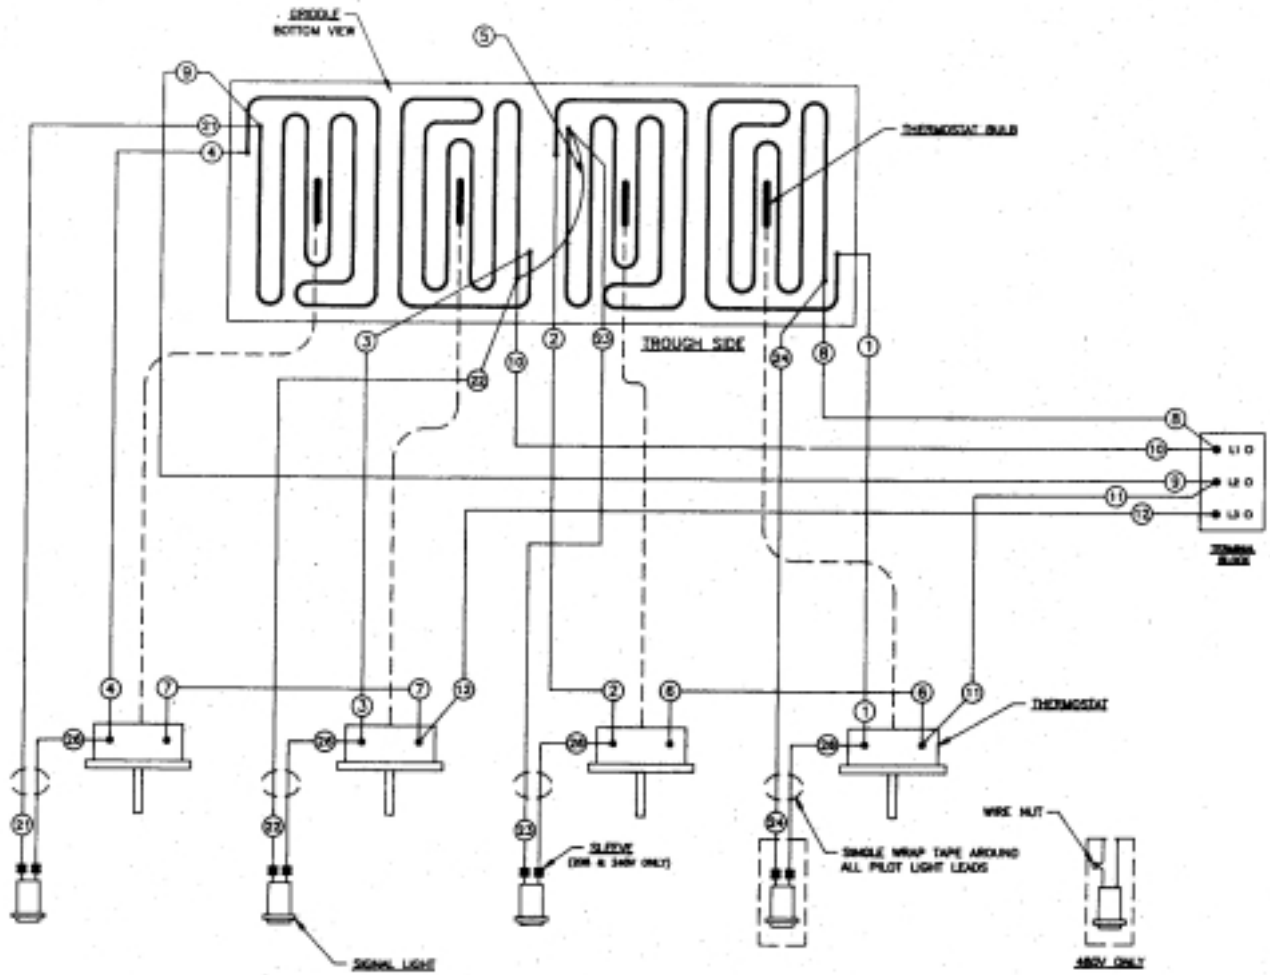 GRIDDLE
BOTTOM VIEW
5
9
21
4
THERMOSTAT BULB
3
22
10
2
23
TROUGH SIDE
24
8
1
8
10
L1
9
L2
11
12
L3
TERMINAL
BLOCK
4
7
3
7
12
2
6
1
6
11
THERMOSTAT
26
26
26
26
21
22
23
24
SLEEVE
(208 & 240V ONLY)
SINGLE WRAP TAPE AROUND
ALL PILOT LIGHT LEADS
WIRE NUT
SIGNAL LIGHT
480V ONLY